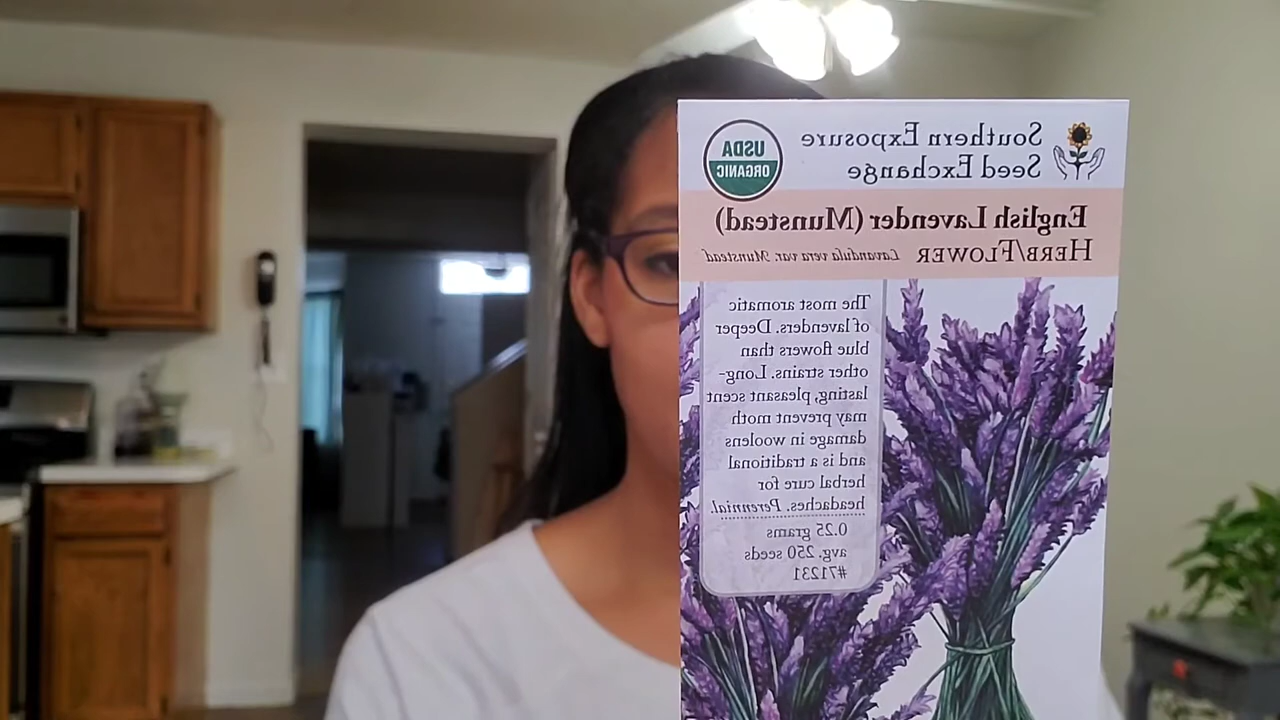 Southern Exposure
Seed Exchange
USDA
ORGANIC
English Lavender (Munstead)
HERB/FLOWER Lavandula vera var. Munstead
The most aromatic
of lavenders. Deeper
blue flowers than
other strains. Long-
lasting, pleasant scent
may prevent moth
damage in woolens
and is a traditional
herbal cure for
headaches. Perennial.
0.25 grams
avg. 250 seeds
#71231